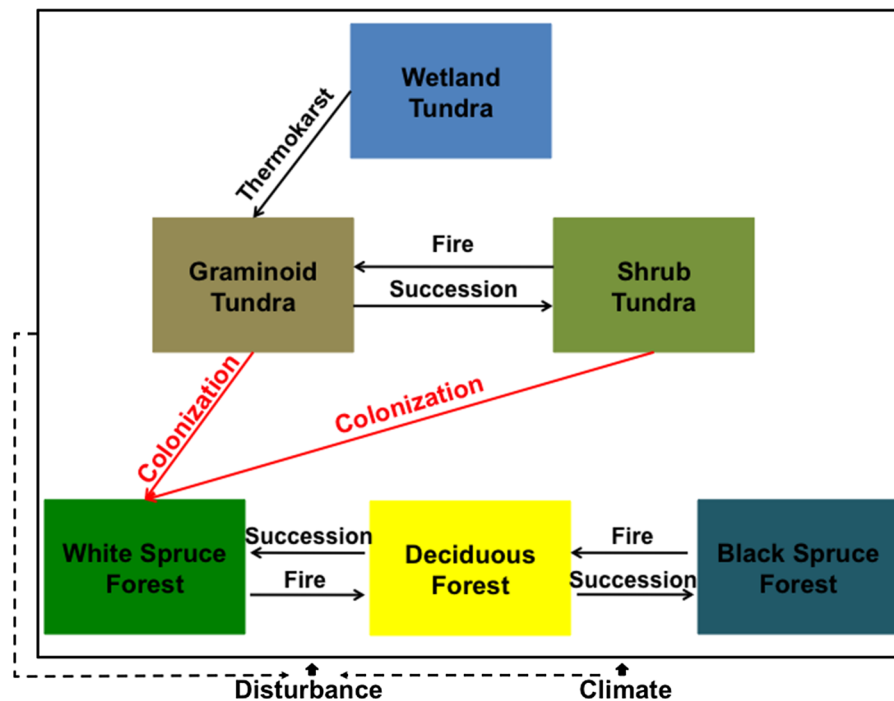 Wetland
Tundra
Thermokarst
Graminoid
Tundra
Fire
Succession
Shrub
Tundra
Colonization
Colonization
White Spruce
Forest
Succession
Fire
Deciduous
Forest
Fire
Succession
Black Spruce
Forest
Disturbance
Climate